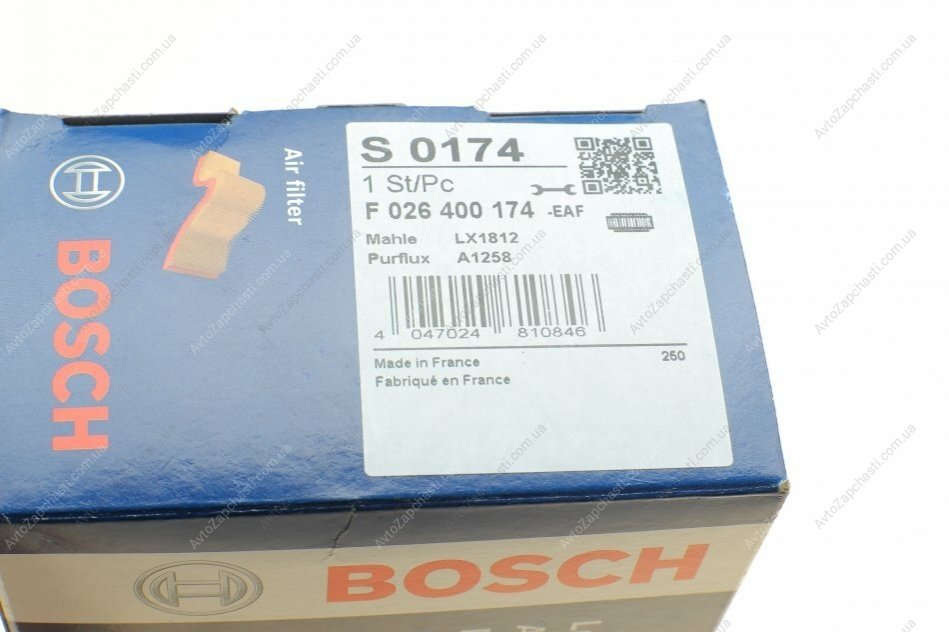 S 0174
1 St/Pc
F 026 400 174 -EAF
Mahle LX1812
Purflux A1258
4 047024 810846
Made in France 250
Fabriqué en France
Air filter
BOSCH
BOSCH
AvtoZapchasti.com.ua